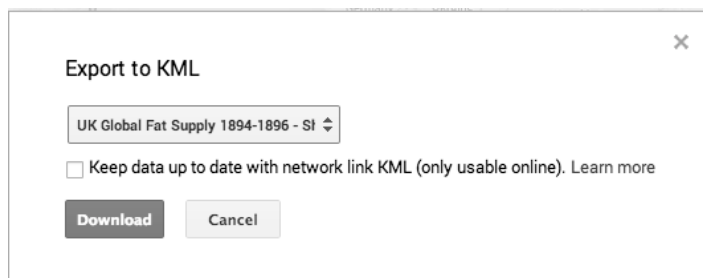 Export to KML
UK Global Fat Supply 1894-1896 - Sh
Keep data up to date with network link KML (only usable online). Learn more
Download Cancel